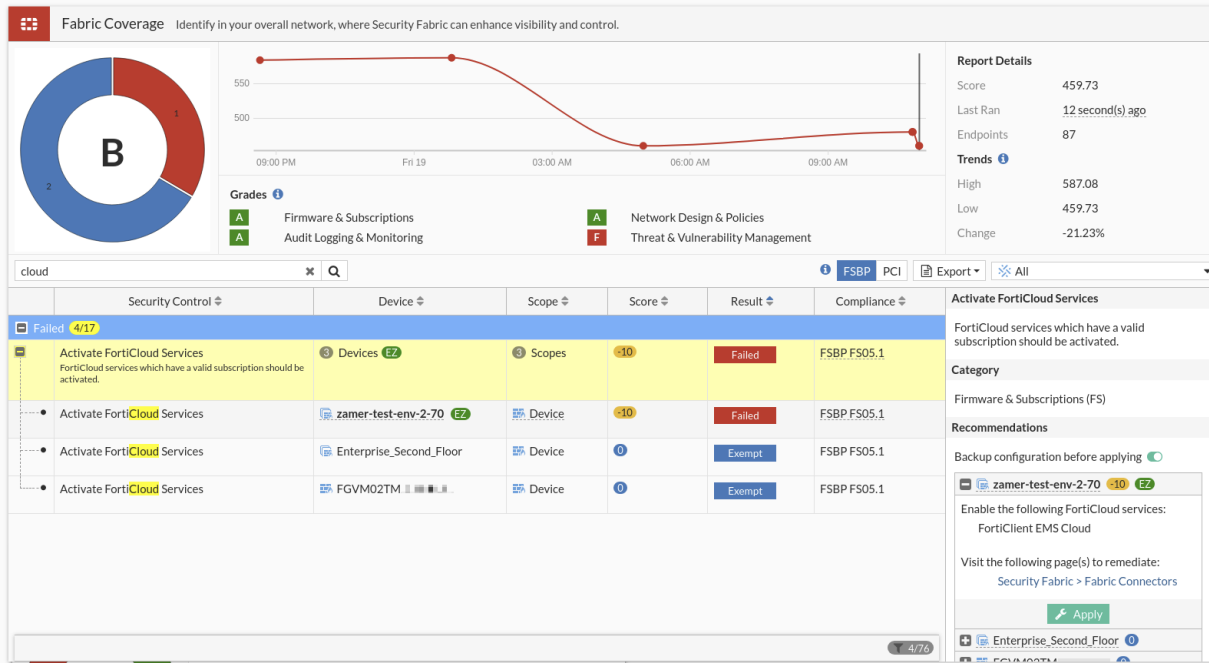 Fabric Coverage Identify in your overall network, where Security Fabric can enhance visibility and control.
B
1
2
550
500
09:00 PM Fri 19 03:00 AM 06:00 AM 09:00 AM
Grades
A Firmware & Subscriptions A Network Design & Policies
A Audit Logging & Monitoring F Threat & Vulnerability Management
Report Details
Score 459.73
Last Ran 12 second(s) ago
Endpoints 87
Trends
High 587.08
Low 459.73
Change -21.23%
cloud FSBP PCI Export All
Security Control Device Scope Score Result Compliance
Failed 4/17
Activate FortiCloud Services 3 Devices EZ 3 Scopes -10 Failed FSBP FS05.1
FortiCloud services which have a valid subscription should be
activated.
Activate FortiCloud Services zamer-test-env-2-70 EZ Device -10 Failed FSBP FS05.1
Activate FortiCloud Services Enterprise_Second_Floor Device 0 Exempt FSBP FS05.1
Activate FortiCloud Services FGVM02TM Device 0 Exempt FSBP FS05.1
4/76
Activate FortiCloud Services
FortiCloud services which have a valid
subscription should be activated.
Category
Firmware & Subscriptions (FS)
Recommendations
Backup configuration before applying
zamer-test-env-2-70 -10 EZ
Enable the following FortiCloud services:
FortiClient EMS Cloud
Visit the following page(s) to remediate:
Security Fabric > Fabric Connectors
Apply
Enterprise_Second_Floor 0
FGVM02TM